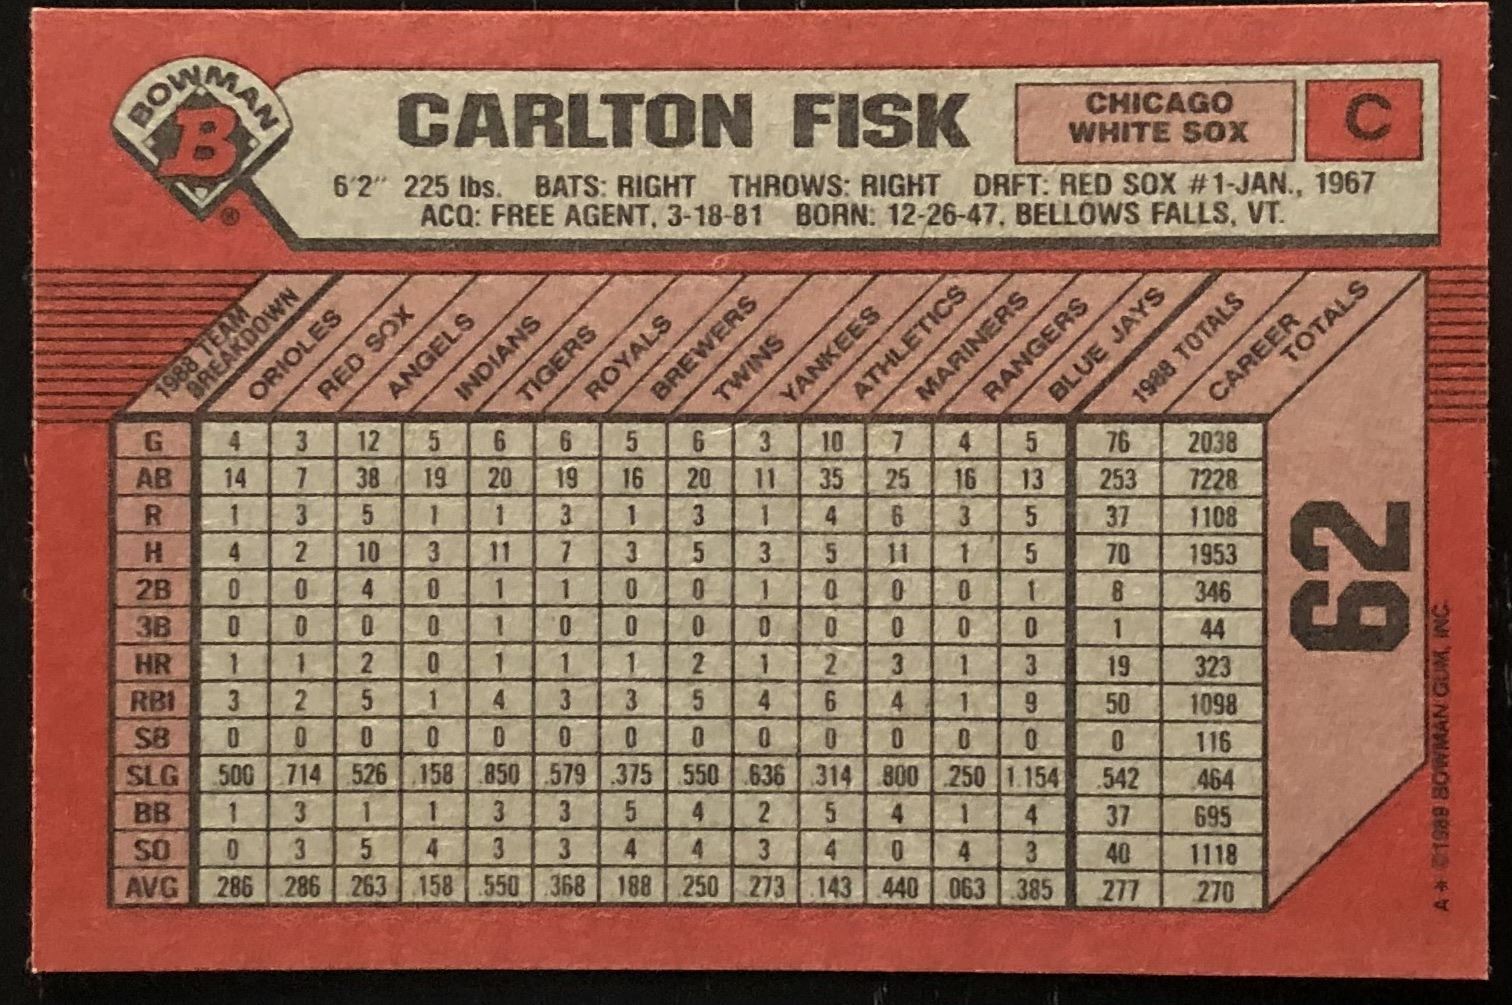 BOWMAN
B
®
CARLTON FISK
CHICAGO
WHITE SOX
C
6'2" 225 lbs. BATS: RIGHT THROWS: RIGHT DRFT: RED SOX #1-JAN., 1967
ACQ: FREE AGENT, 3-18-81 BORN: 12-26-47, BELLOWS FALLS, VT.
1988 TEAM BREAKDOWN ORIOLES RED SOX ANGELS INDIANS TIGERS ROYALS BREWERS TWINS YANKEES ATHLETICS MARINERS RANGERS BLUE JAYS 1988 TOTALS CAREER TOTALS
G 4 3 12 5 6 6 5 6 3 10 7 4 5 76 2038
AB 14 7 38 19 20 19 16 20 11 35 25 16 13 253 7228
R 1 3 5 1 1 3 1 3 1 4 6 3 5 37 1108
H 4 2 10 3 11 7 3 5 3 5 11 1 5 70 1953
2B 0 0 4 0 1 1 0 0 1 0 0 0 1 8 346
3B 0 0 0 0 1 0 0 0 0 0 0 0 0 1 44
HR 1 1 2 0 1 1 1 2 1 2 3 1 3 19 323
RBI 3 2 5 1 4 3 3 5 4 6 4 1 9 50 1098
SB 0 0 0 0 0 0 0 0 0 0 0 0 0 0 116
SLG .500 .714 .526 .158 .850 .579 .375 .550 .636 .314 .800 .250 1.154 .542 .464
BB 1 3 1 1 3 3 5 4 2 5 4 1 4 37 695
SO 0 3 5 4 3 3 4 4 3 4 0 4 3 40 1118
AVG .286 .286 .263 .158 .550 .368 .188 .250 .273 .143 .440 .063 .385 .277 .270
62
A* ©1989 BOWMAN GUM, INC.